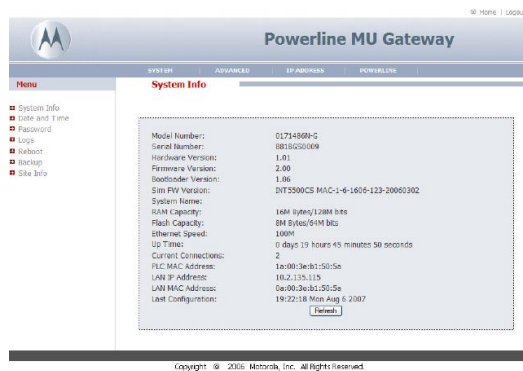 Home | Logou
Powerline MU Gateway
SYSTEM | ADVANCED | IP ADDRESS | POWERLINE |
Menu
System Info
System Info
Date and Time
Password
Logs
Reboot
Backup
Site Info
Model Number: 0171486N-G
Serial Number: 881BGS0009
Hardware Version: 1.01
Firmware Version: 2.00
Bootloader Version: 1.06
Sim FW Version: INT5500CS MAC-1-6-1606-123-20060302
System Name:
RAM Capacity: 16M Bytes/128M bits
Flash Capacity: 8M Bytes/64M bits
Ethernet Speed: 100M
Up Time: 0 days 19 hours 45 minutes 50 seconds
Current Connections: 2
PLC MAC Address: 1a:00:3e:b1:50:5a
LAN IP Address: 10.2.135.115
LAN MAC Address: 0a:00:3e:b1:50:5a
Last Configuration: 19:22:18 Mon Aug 6 2007
Refresh
Copyright © 2006 Motorola, Inc. All Rights Reserved.